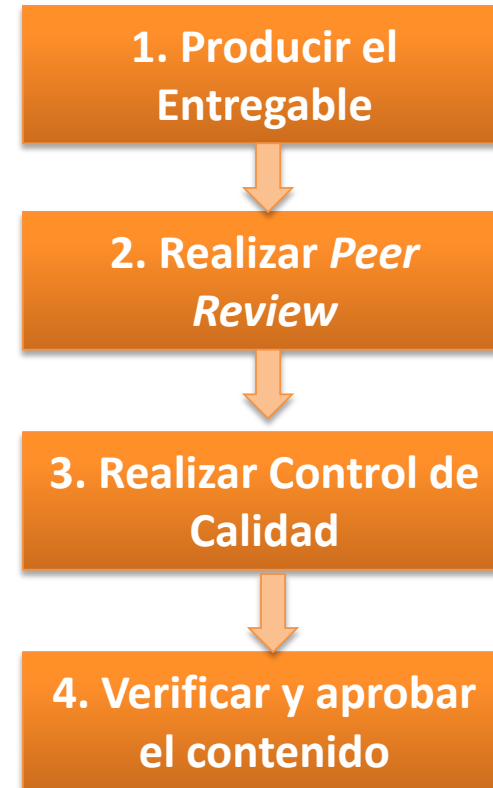 1. Producir el
Entregable
2. Realizar Peer
Review
3. Realizar Control de
Calidad
4. Verificar y aprobar
el contenido